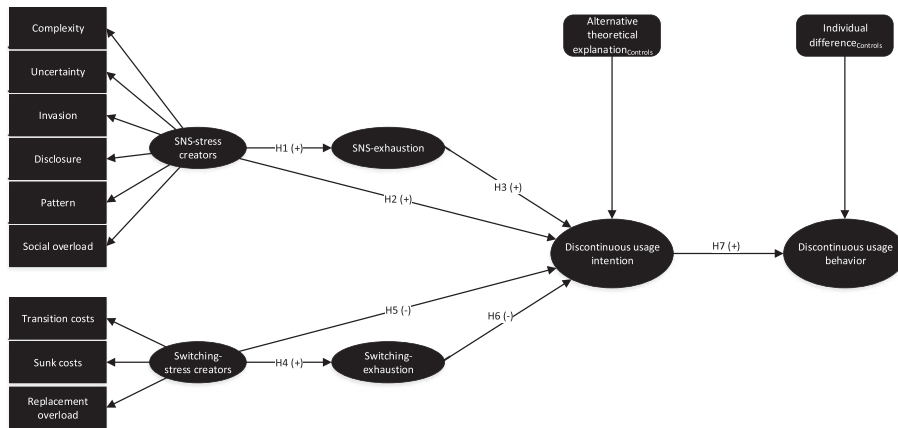 Complexity
Uncertainty
Invasion
Disclosure
Pattern
Social overload
SNS-stress
creators
H1 (+)
SNS-exhaustion
H2 (+)
H3 (+)
Alternative
theoretical
explanationControls
Individual
differenceControls
Discontinuous usage
intention
H7 (+)
Discontinuous usage
behavior
Transition costs
Sunk costs
Replacement
overload
Switching-
stress creators
H4 (+)
Switching-
exhaustion
H5 (-)
H6 (-)